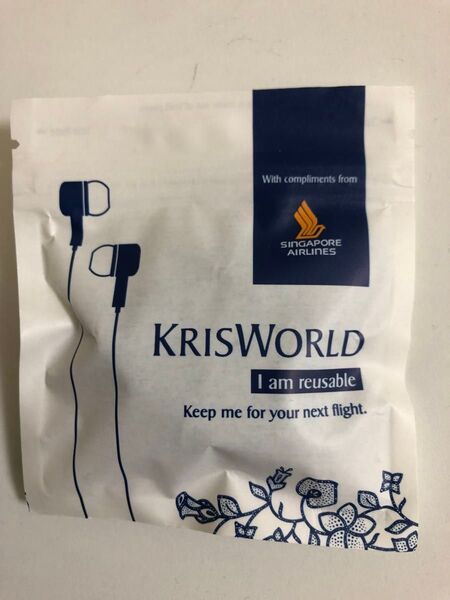 With compliments from
SINGAPORE
AIRLINES
KRISWORLD
I am reusable
Keep me for your next flight.